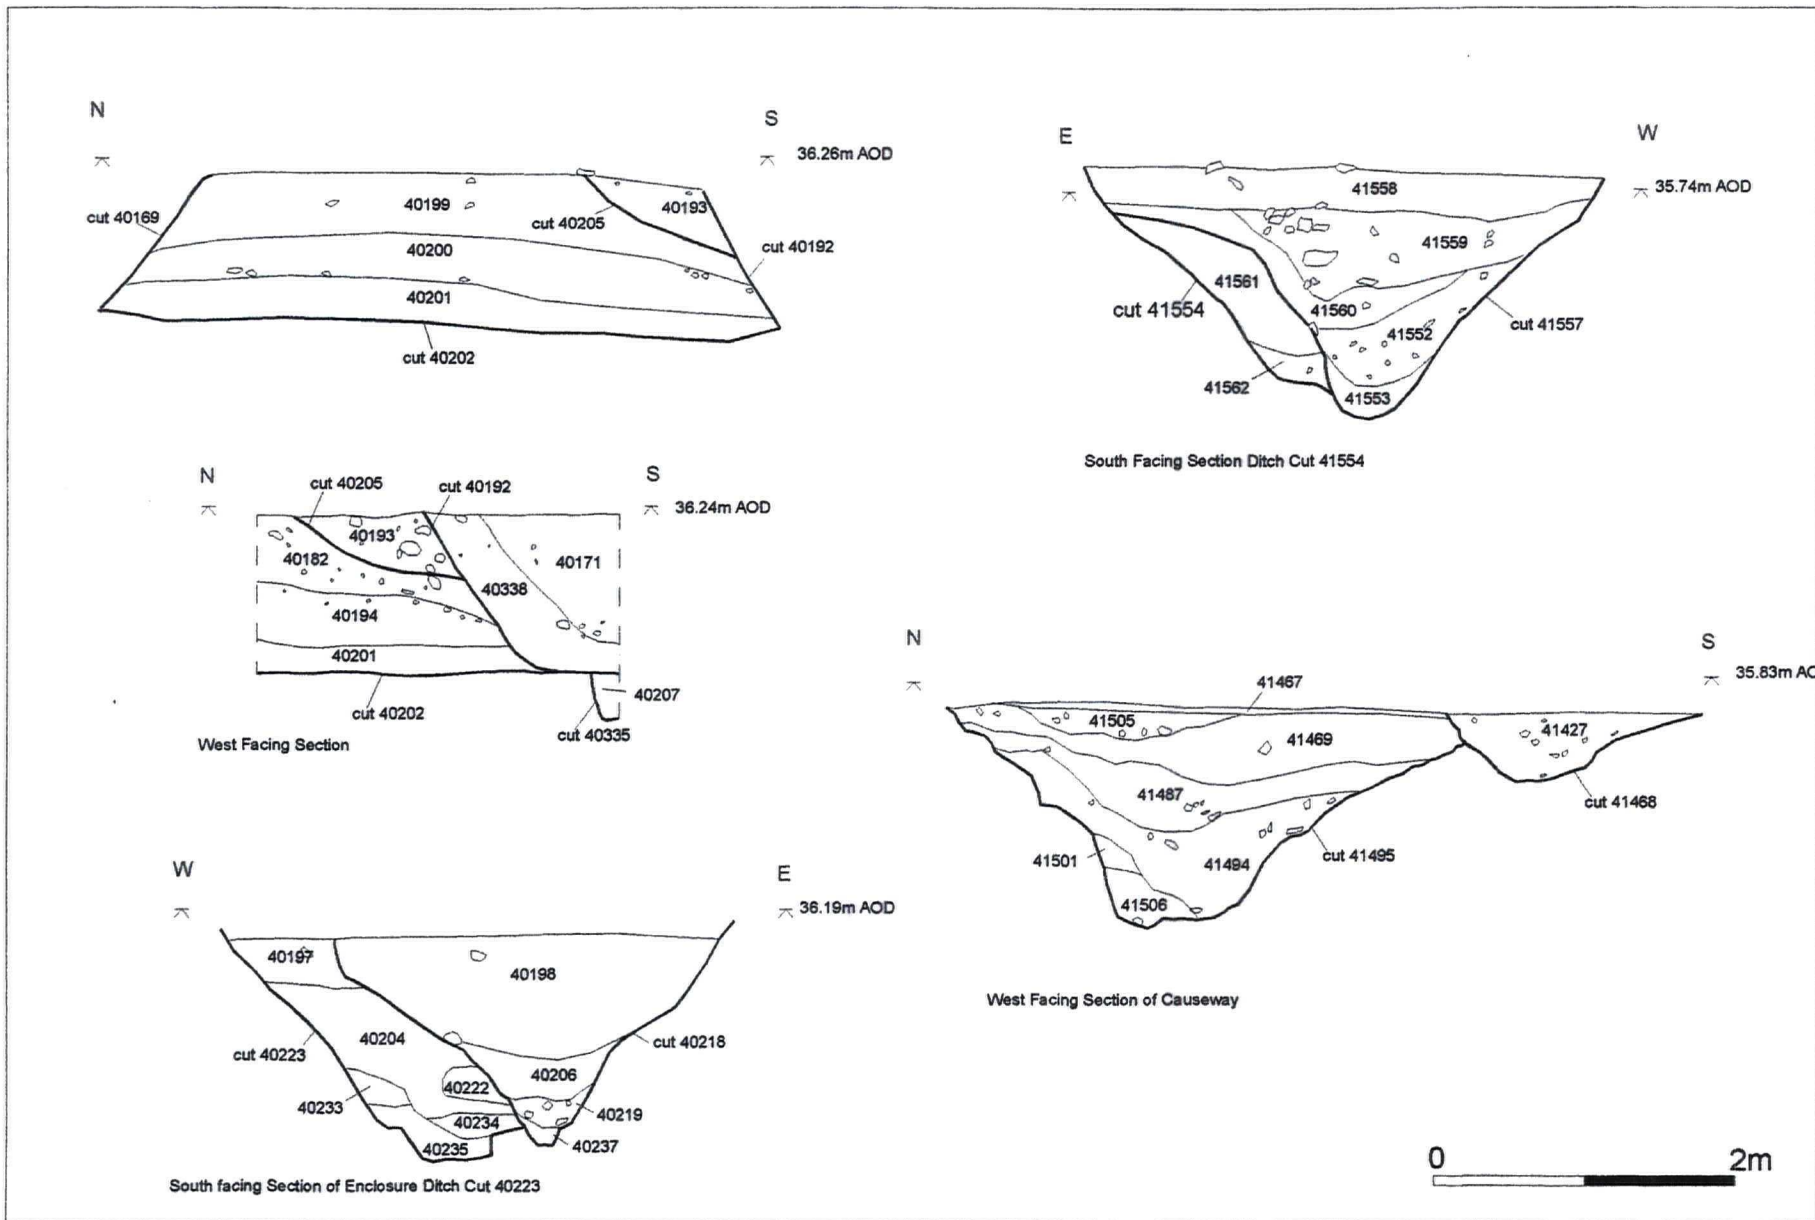 N
S
36.26m AOD
cut 40169
40199
cut 40205
40193
40200
cut 40192
40201
cut 40202
E
W
41558
35.74m AOD
41559
41561
cut 41554
41560
41552
cut 41557
41562
41553
South Facing Section Ditch Cut 41554
N
S
cut 40205
cut 40192
36.24m AOD
40193
40182
40171
40338
40194
40201
40207
cut 40202
cut 40335
West Facing Section
N
S
41467
35.83m AO
41505
41427
41469
41487
cut 41468
41501
41494
cut 41495
41506
West Facing Section of Causeway
W
E
36.19m AOD
40197
40198
40204
cut 40223
cut 40218
40206
40222
40233
40219
40234
40235
40237
South facing Section of Enclosure Ditch Cut 40223
0 2m